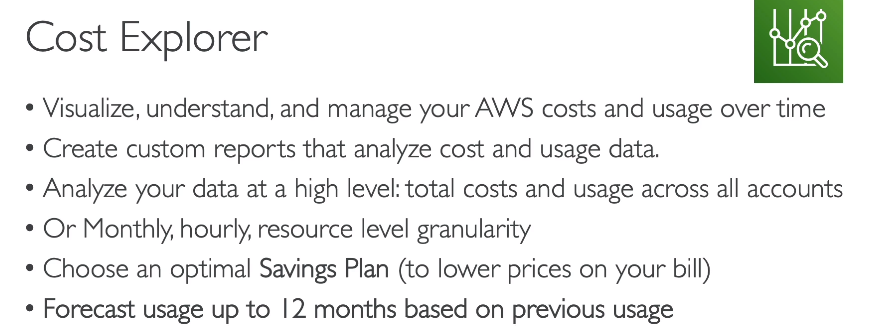 Cost Explorer
• Visualize, understand, and manage your AWS costs and usage over time
• Create custom reports that analyze cost and usage data.
• Analyze your data at a high level: total costs and usage across all accounts
• Or Monthly, hourly, resource level granularity
• Choose an optimal Savings Plan (to lower prices on your bill)
• Forecast usage up to 12 months based on previous usage